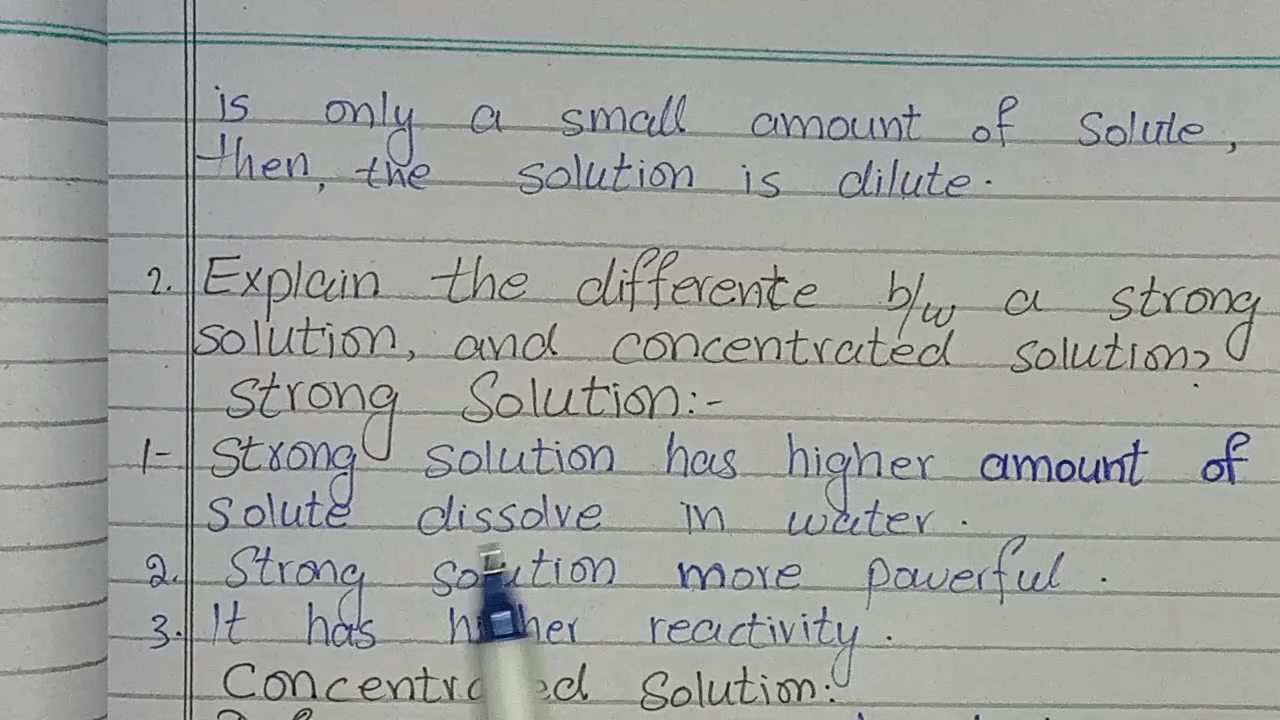 is only a small amount of Solute,
then, the solution is dilute.
2. Explain the differente b/w a strong
solution, and concentrated solution?
Strong Solution:-
1- Strong solution has higher amount of
Solute dissolve in water.
2. Strong solution more powerful.
3. It has higher reactivity.
Concentrated Solution: